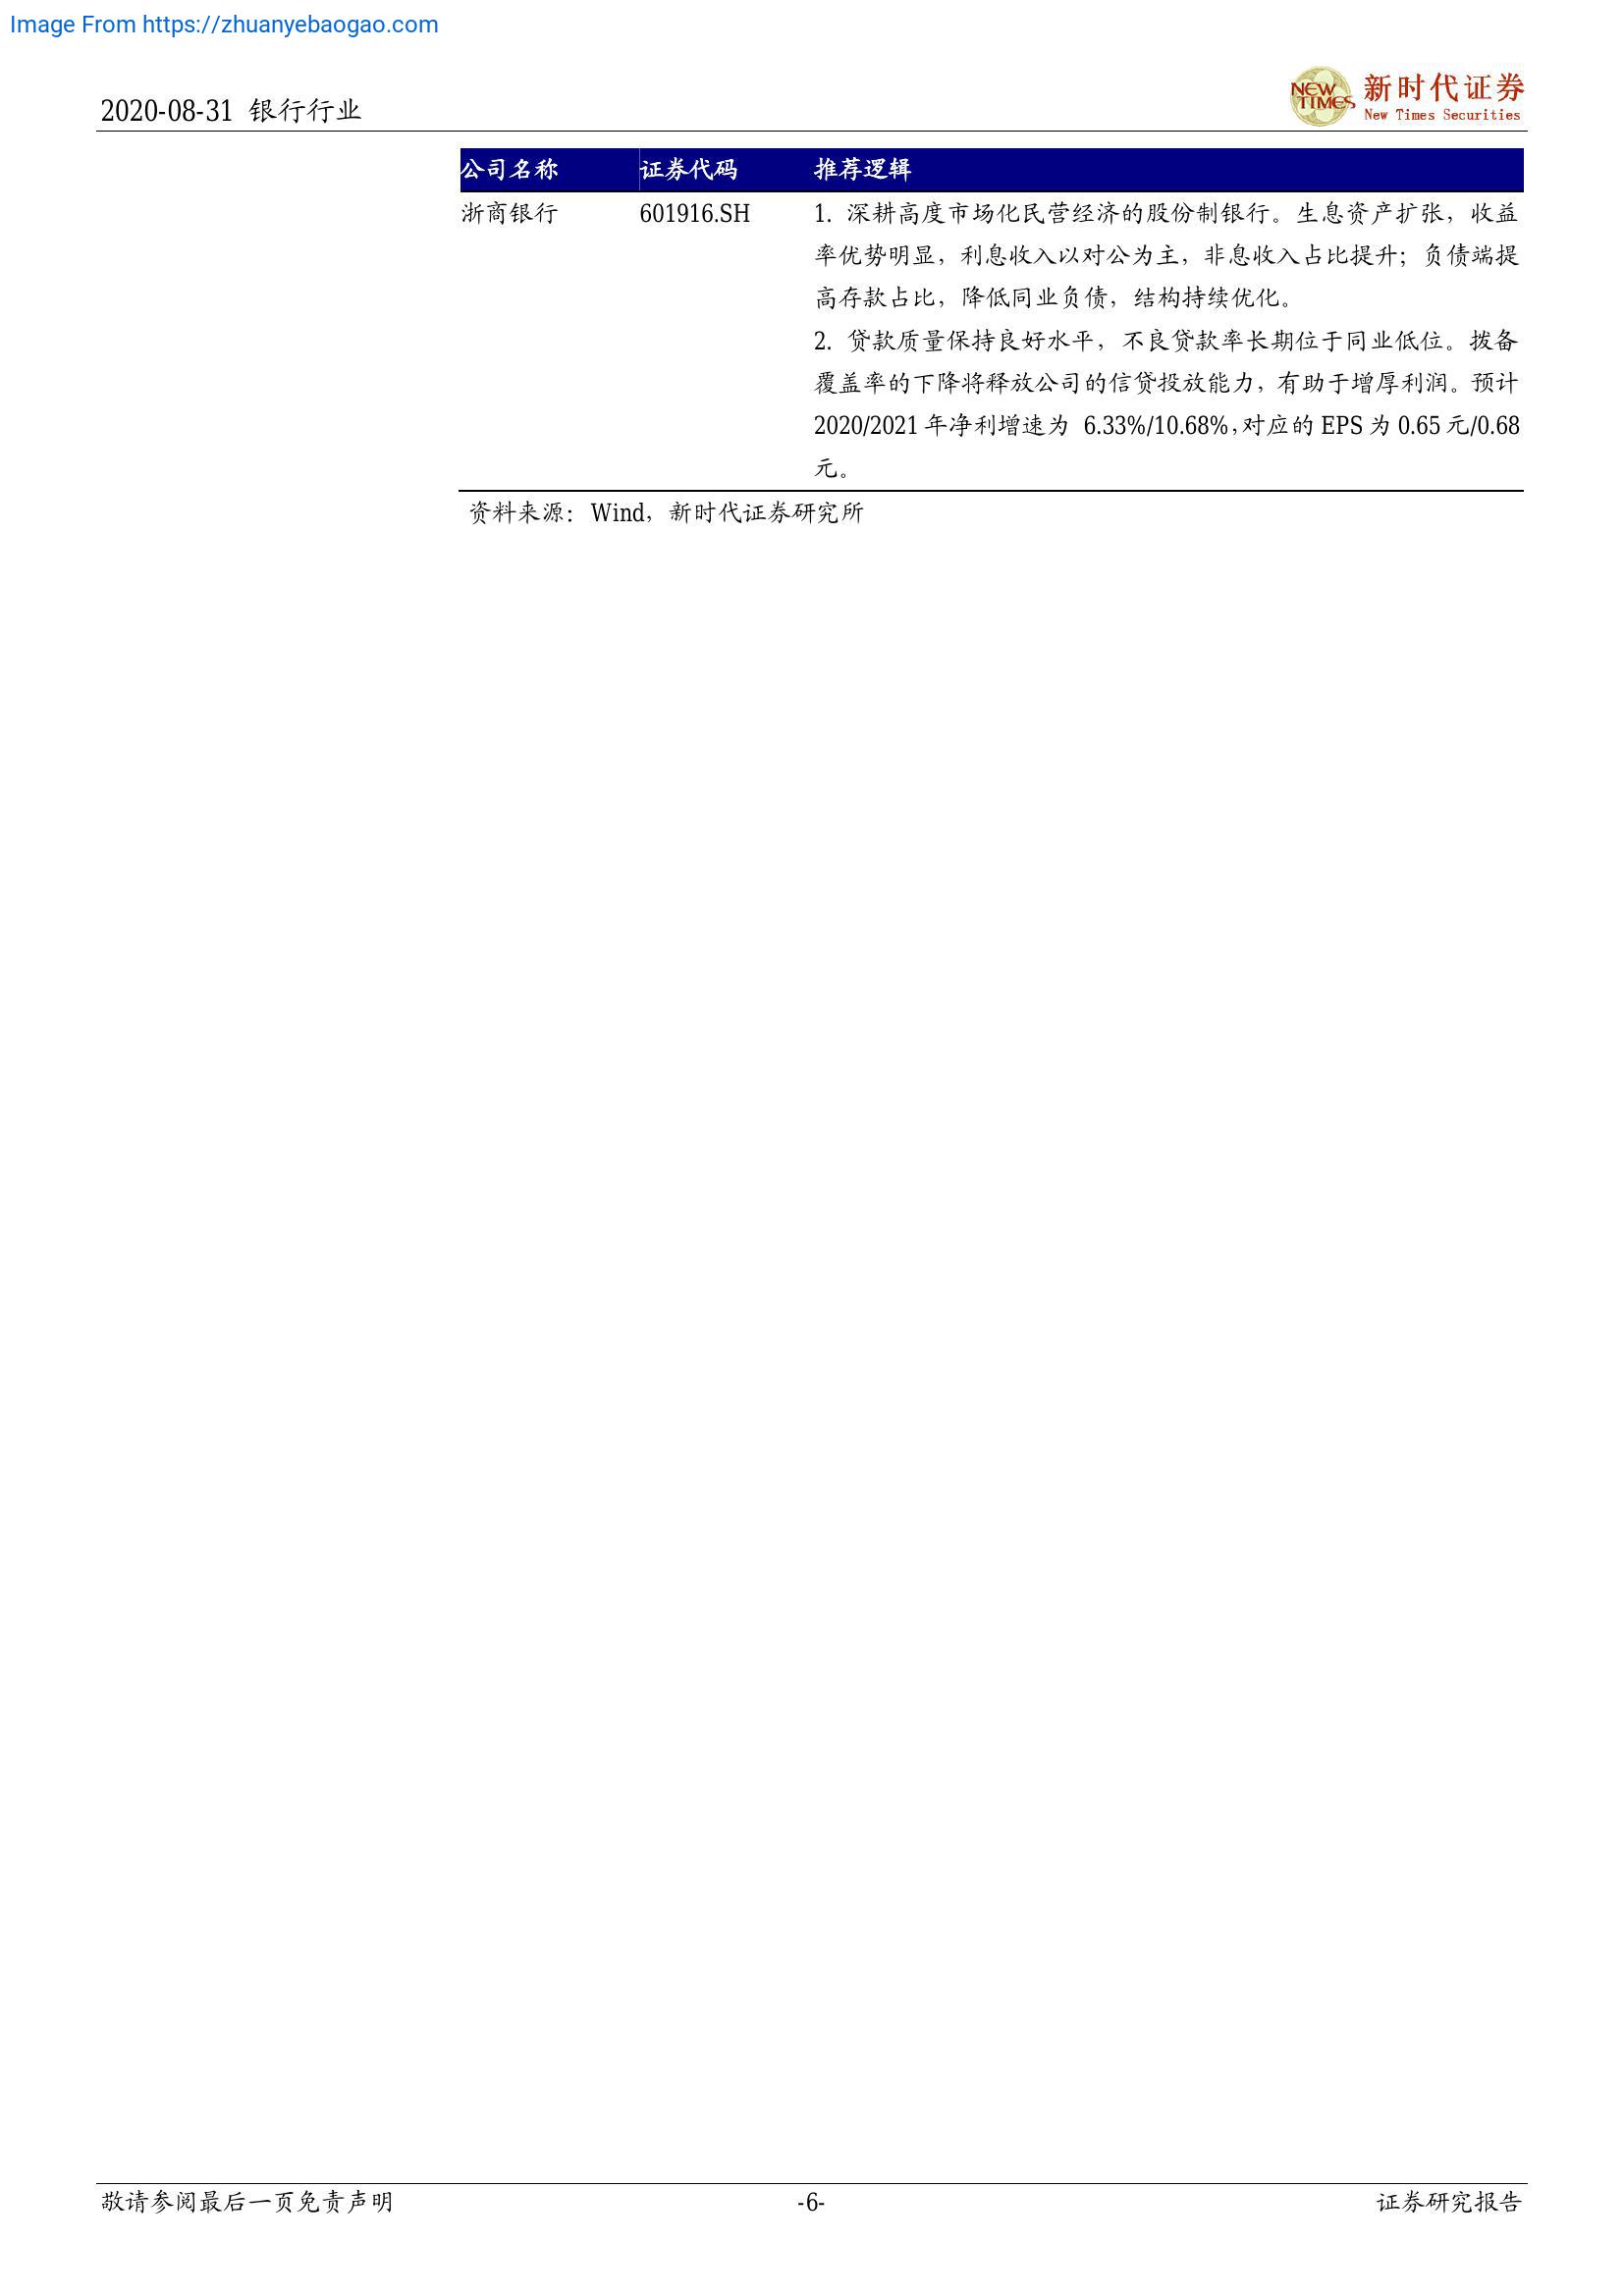 Image From https://zhuanyebaogao.com
2020-08-31 银行行业
NEW TIMES
新时代证券
New Times Securities
公司名称 证券代码 推荐逻辑
浙商银行 601916.SH 1. 深耕高度市场化民营经济的股份制银行。生息资产扩张，收益
率优势明显，利息收入以对公为主，非息收入占比提升；负债端提
高存款占比，降低同业负债，结构持续优化。
2. 贷款质量保持良好水平，不良贷款率长期位于同业低位。拨备
覆盖率的下降将释放公司的信贷投放能力，有助于增厚利润。预计
2020/2021 年净利增速为 6.33%/10.68%，对应的 EPS 为 0.65 元/0.68
元。
资料来源：Wind，新时代证券研究所
敬请参阅最后一页免责声明 -6- 证券研究报告